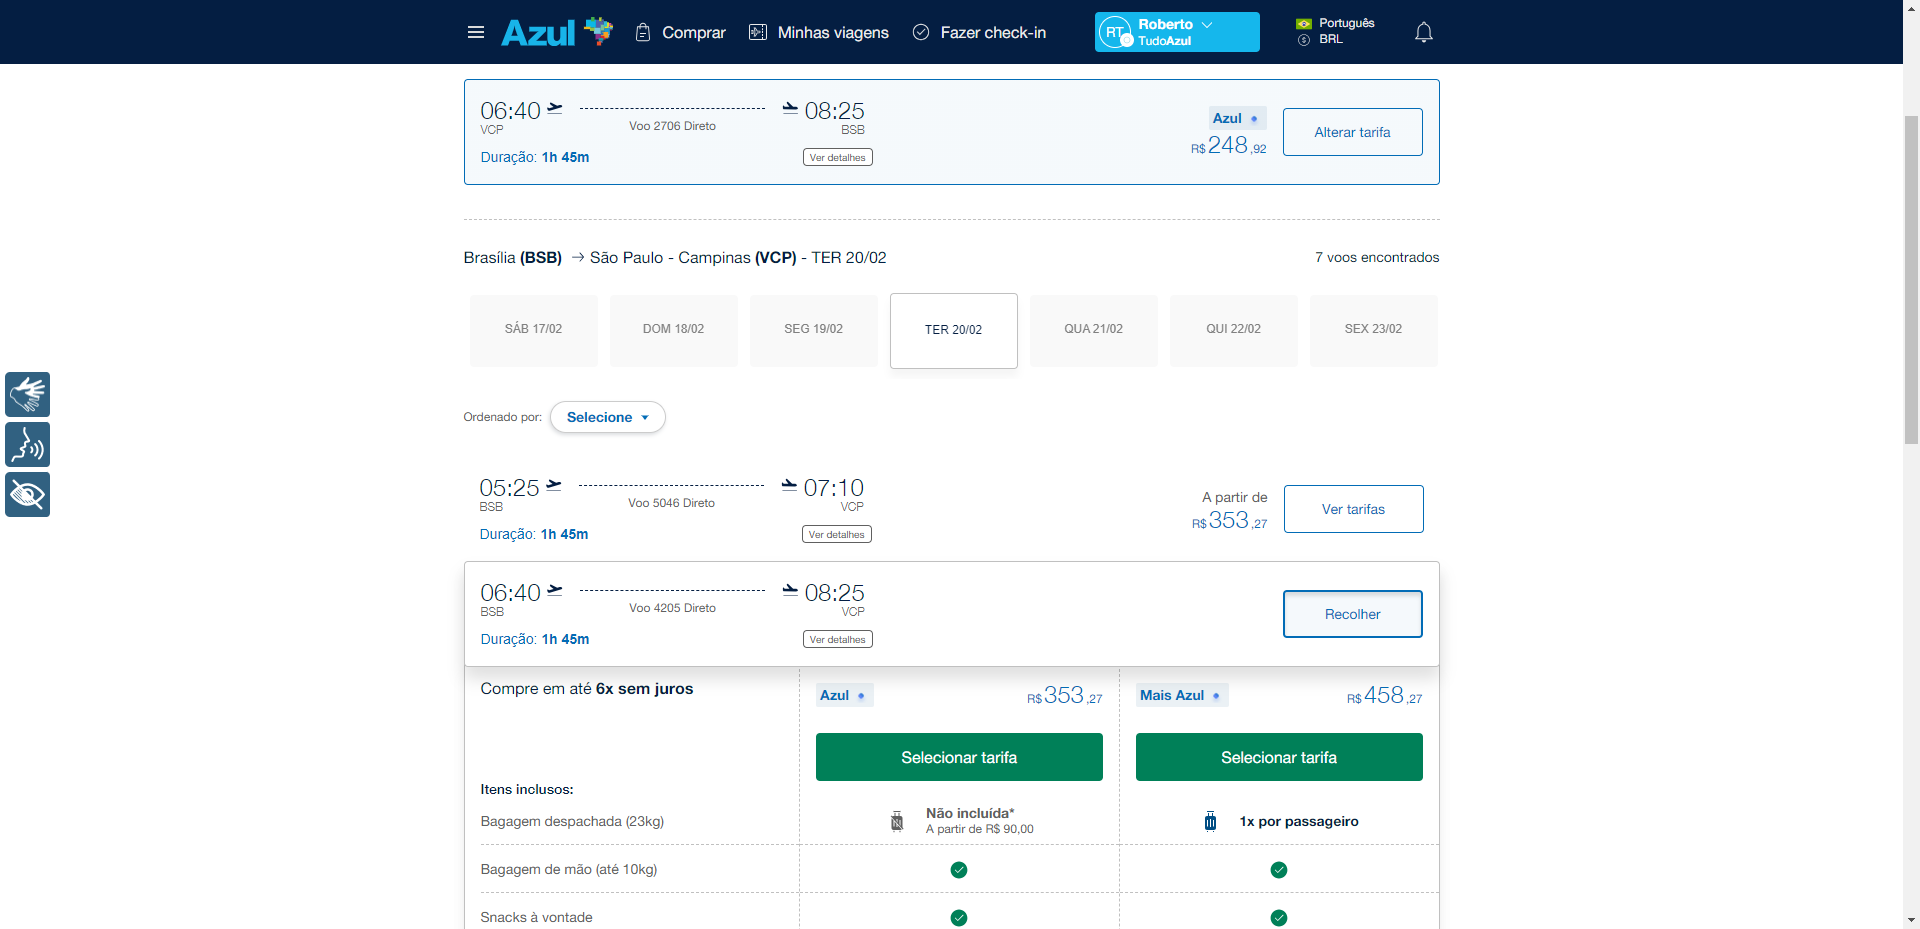 Azul
Comprar
Minhas viagens
Fazer check-in
RT
Roberto
TudoAzul
Português
BRL
06:40
08:25
VCP
Voo 2706 Direto
BSB
Duração: 1h 45m
Ver detalhes
Azul
R$ 248 ,92
Alterar tarifa
Brasília (BSB) → São Paulo - Campinas (VCP) - TER 20/02
7 voos encontrados
SÁB 17/02
DOM 18/02
SEG 19/02
TER 20/02
QUA 21/02
QUI 22/02
SEX 23/02
Ordenado por:
Selecione
05:25
07:10
BSB
Voo 5046 Direto
VCP
Duração: 1h 45m
Ver detalhes
A partir de
R$ 353 ,27
Ver tarifas
06:40
08:25
BSB
Voo 4205 Direto
VCP
Duração: 1h 45m
Ver detalhes
Recolher
Compre em até 6x sem juros
Azul
R$ 353 ,27
Mais Azul
R$ 458 ,27
Selecionar tarifa
Selecionar tarifa
Itens inclusos:
Bagagem despachada (23kg)
Não incluída*
A partir de R$ 90,00
1x por passageiro
Bagagem de mão (até 10kg)
Snacks à vontade